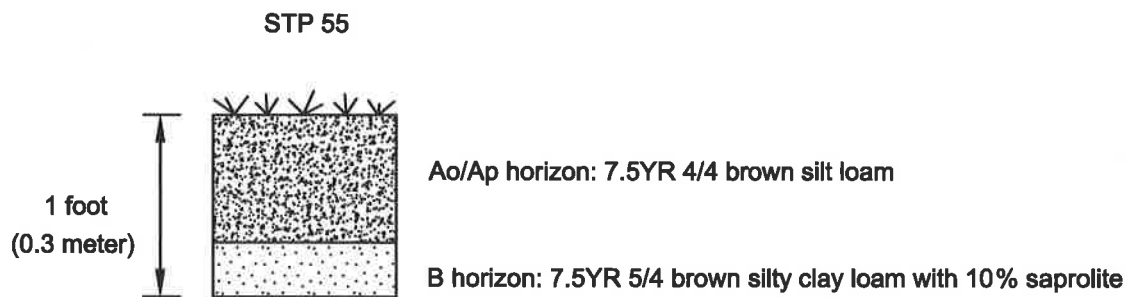 STP 55
Ao/Ap horizon: 7.5YR 4/4 brown silt loam
1 foot
(0.3 meter)
B horizon: 7.5YR 5/4 brown silty clay loam with 10% saprolite